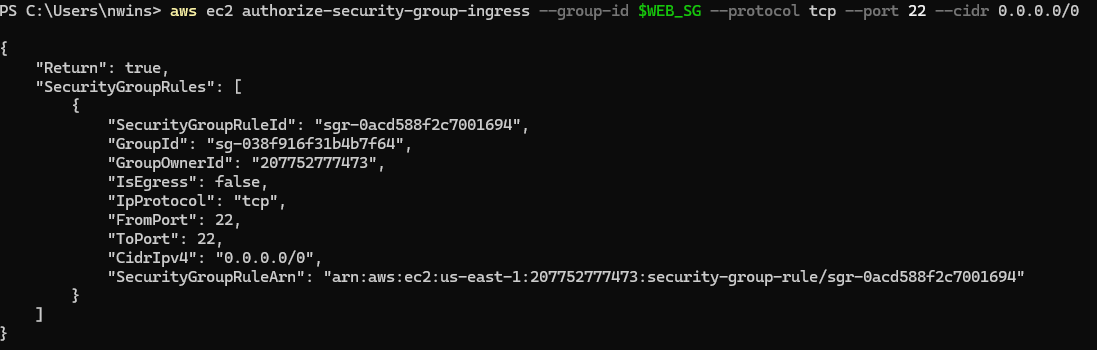 PS C:\Users\nwins> aws ec2 authorize-security-group-ingress --group-id $WEB_SG --protocol tcp --port 22 --cidr 0.0.0.0/0
{
    "Return": true,
    "SecurityGroupRules": [
        {
            "SecurityGroupRuleId": "sgr-0acd588f2c7001694",
            "GroupId": "sg-038f916f31b4b7f64",
            "GroupOwnerId": "207752777473",
            "IsEgress": false,
            "IpProtocol": "tcp",
            "FromPort": 22,
            "ToPort": 22,
            "CidrIpv4": "0.0.0.0/0",
            "SecurityGroupRuleArn": "arn:aws:ec2:us-east-1:207752777473:security-group-rule/sgr-0acd588f2c7001694"
        }
    ]
}